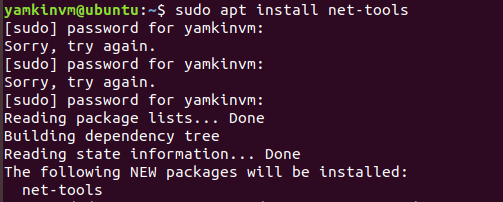 yamkinvm@ubuntu:~$ sudo apt install net-tools
[sudo] password for yamkinvm:
Sorry, try again.
[sudo] password for yamkinvm:
Sorry, try again.
[sudo] password for yamkinvm:
Reading package lists... Done
Building dependency tree
Reading state information... Done
The following NEW packages will be installed:
  net-tools